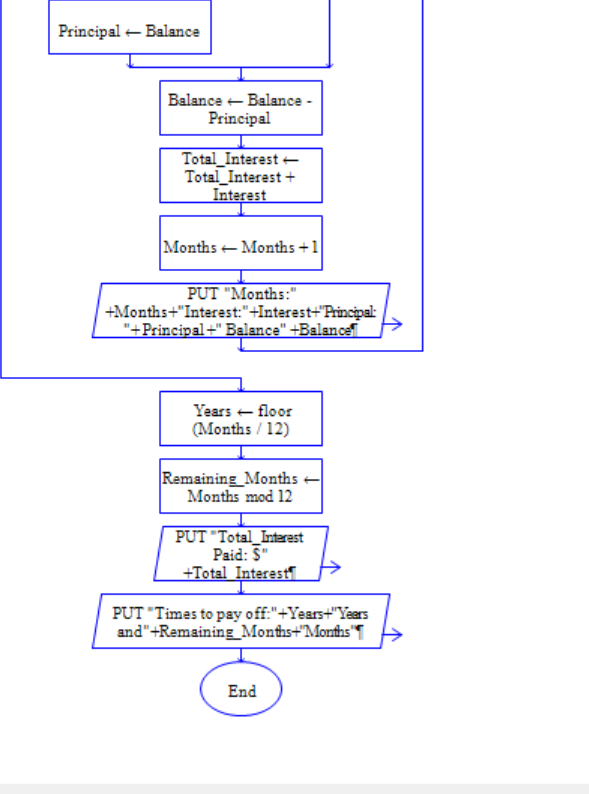 Principal ← Balance
Balance ← Balance -
Principal
Total_Interest ←
Total_Interest +
Interest
Months ← Months + 1
PUT "Months:"
+Months+"Interest:"+Interest+"Principal:
"+Principal+" Balance" +Balance¶
Years ← floor
(Months / 12)
Remaining_Months ←
Months mod 12
PUT "Total_Interest
Paid: $"
+Total_Interest¶
PUT "Times to pay off:"+Years+"Years
and"+Remaining_Months+"Months"¶
End